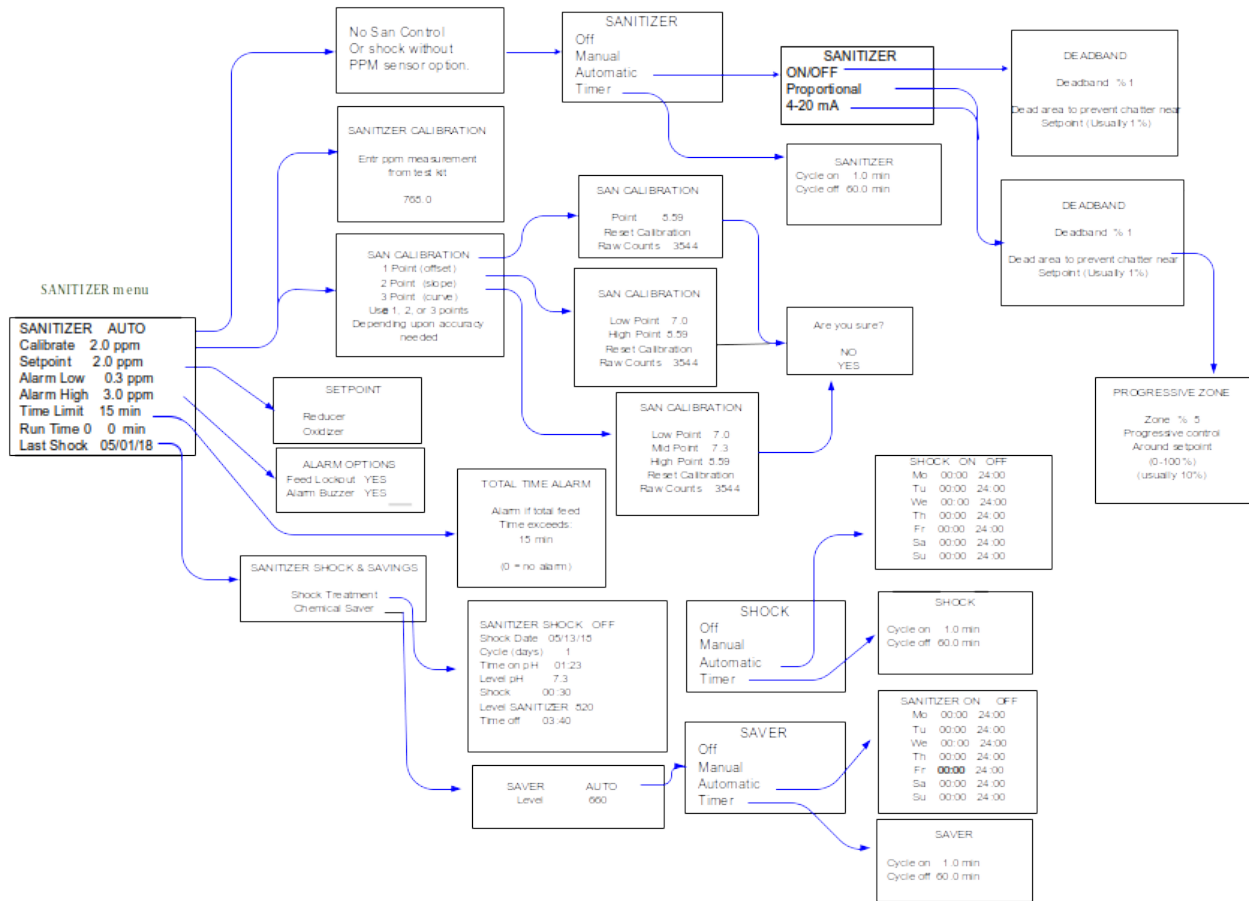 No San Control
Or shock without
PPM sensor option.
SANITIZER
Off
Manual
Automatic
Timer
SANITIZER
ON/OFF
Proportional
4-20 mA
DEADBAND
Deadband % 1
Dead area to prevent chatter near
Setpoint (Usually 1%)
SANITIZER CALIBRATION
Entr ppm measurement
from test kit
765.0
SANITIZER
Cycle on 1.0 min
Cycle off 60.0 min
SAN CALIBRATION
Point 5.59
Reset Calibration
Raw Counts 3544
DEADBAND
Deadband % 1
Dead area to prevent chatter near
Setpoint (Usually 1%)
SAN CALIBRATION
1 Point (offset)
2 Point (slope)
3 Point (curve)
Use 1, 2, or 3 points
Depending upon accuracy
needed
SAN CALIBRATION
Low Point 7.0
High Point 5.59
Reset Calibration
Raw Counts 3544
Are you sure?
NO
YES
SANITIZER menu
SANITIZER AUTO
Calibrate 2.0 ppm
Setpoint 2.0 ppm
Alarm Low 0.3 ppm
Alarm High 3.0 ppm
Time Limit 15 min
Run Time 0 0 min
Last Shock 05/01/18
SETPOINT
Reducer
Oxidizer
ALARM OPTIONS
Feed Lockout YES
Alarm Buzzer YES
SAN CALIBRATION
Low Point 7.0
Mid Point 7.3
High Point 5.59
Reset Calibration
Raw Counts 3544
PROGRESSIVE ZONE
Zone % 5
Progressive control
Around setpoint
(0-100%)
(usually 10%)
TOTAL TIME ALARM
Alarm if total feed
Time exceeds:
15 min
(0 = no alarm)
SHOCK ON OFF
Mo 00:00 24:00
Tu 00:00 24:00
We 00:00 24:00
Th 00:00 24:00
Fr 00:00 24:00
Sa 00:00 24:00
Su 00:00 24:00
SANITIZER SHOCK & SAVINGS
Shock Treatment
Chemical Saver
SANITIZER SHOCK OFF
Shock Date 05/13/15
Cycle (days) 1
Time on pH 01:23
Level pH 7.3
Shock 00:30
Level SANITIZER 520
Time off 03:40
SHOCK
Off
Manual
Automatic
Timer
SHOCK
Cycle on 1.0 min
Cycle off 60.0 min
SAVER AUTO
Level 660
SAVER
Off
Manual
Automatic
Timer
SANITIZER ON OFF
Mo 00:00 24:00
Tu 00:00 24:00
We 00:00 24:00
Th 00:00 24:00
Fr 00:00 24:00
Sa 00:00 24:00
Su 00:00 24:00
SAVER
Cycle on 1.0 min
Cycle off 60.0 min